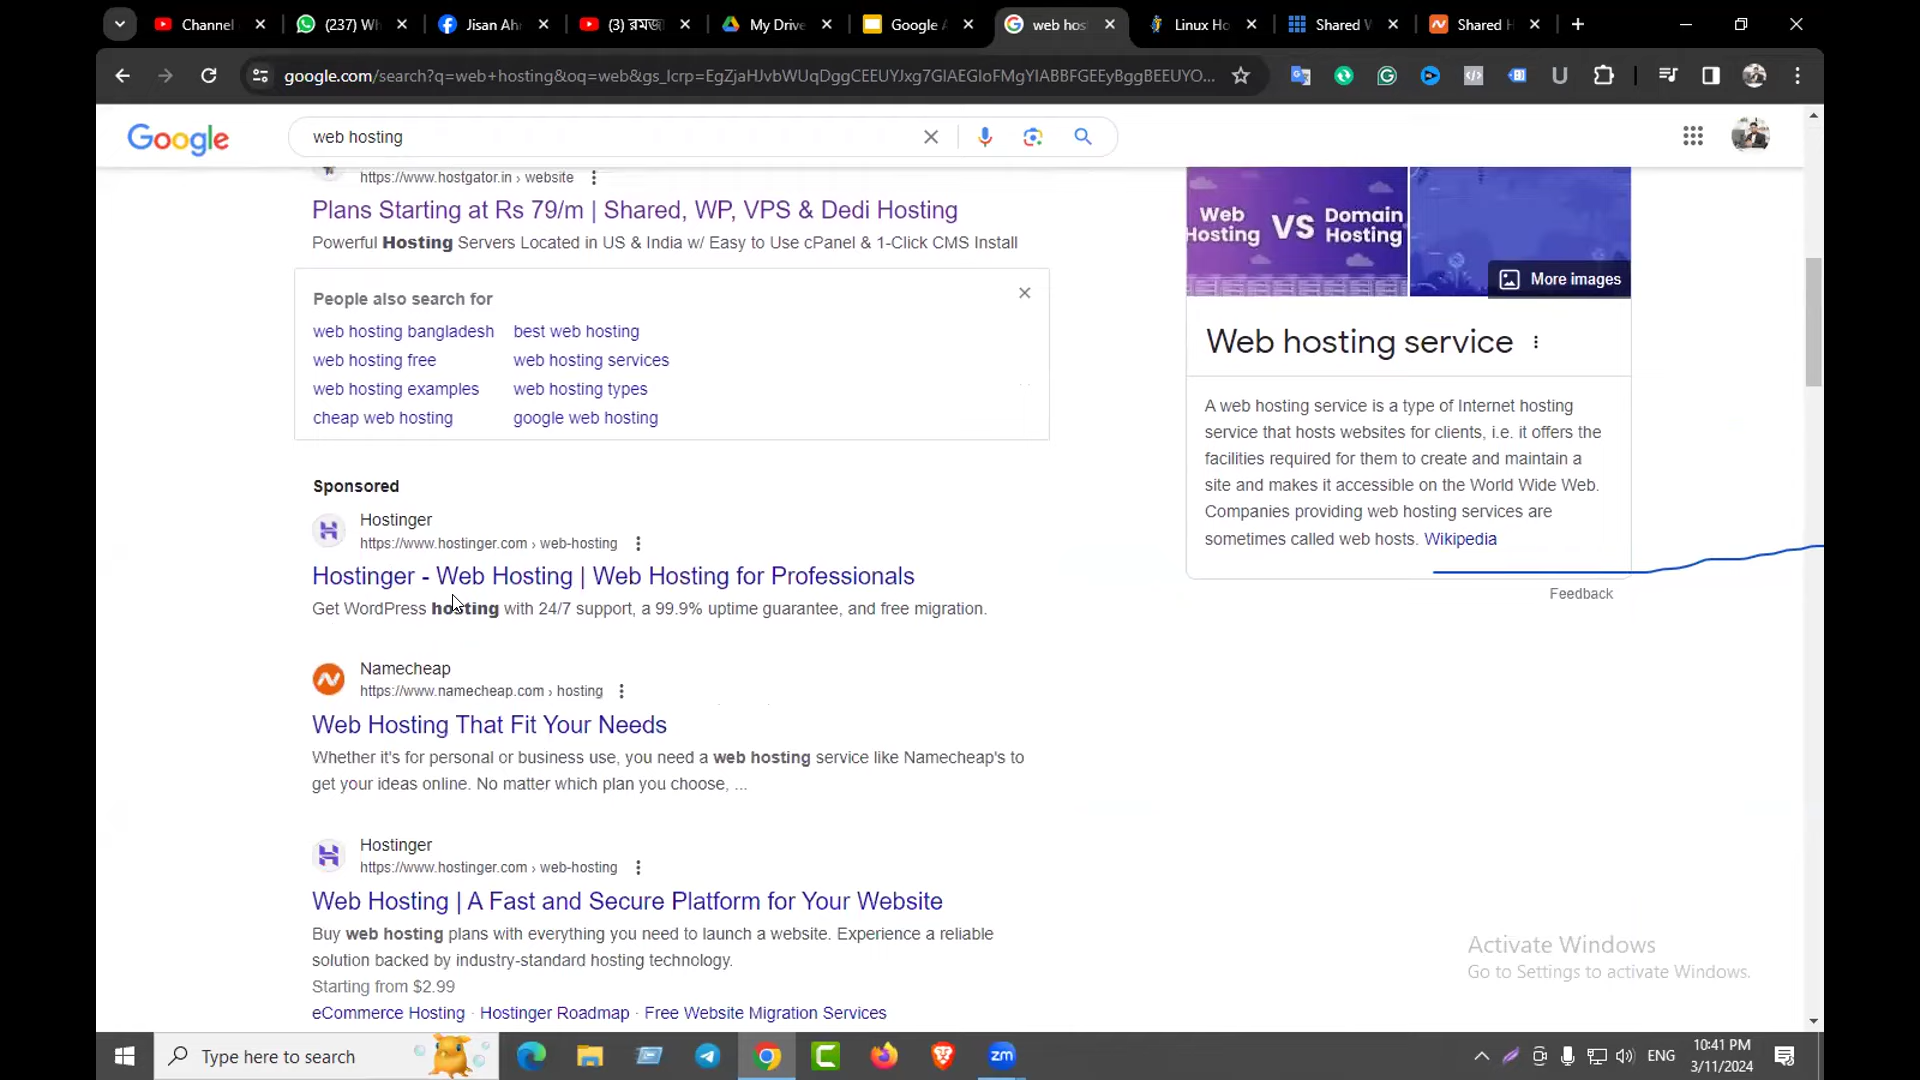 Channel
(237) Wh
Jisan Ah
(3) রমজা
My Drive
Google A
web hos
Linux Ho
Shared W
Shared H
google.com/search?q=web+hosting&oq=web&gs_lcrp=EgZjaHJvbWUqDggCEEUYJxg7GIAEGIoFMgYIABBFGEEyBggBEEUYO...
Google
web hosting
https://www.hostgator.in › website
Plans Starting at Rs 79/m | Shared, WP, VPS & Dedi Hosting
Powerful Hosting Servers Located in US & India w/ Easy to Use cPanel & 1-Click CMS Install
People also search for
web hosting bangladesh
best web hosting
web hosting free
web hosting services
web hosting examples
web hosting types
cheap web hosting
google web hosting
Sponsored
Hostinger
https://www.hostinger.com › web-hosting
Hostinger - Web Hosting | Web Hosting for Professionals
Get WordPress hosting with 24/7 support, a 99.9% uptime guarantee, and free migration.
Namecheap
https://www.namecheap.com › hosting
Web Hosting That Fit Your Needs
Whether it's for personal or business use, you need a web hosting service like Namecheap's to
get your ideas online. No matter which plan you choose, ...
Hostinger
https://www.hostinger.com › web-hosting
Web Hosting | A Fast and Secure Platform for Your Website
Buy web hosting plans with everything you need to launch a website. Experience a reliable
solution backed by industry-standard hosting technology.
Starting from $2.99
eCommerce Hosting · Hostinger Roadmap · Free Website Migration Services
Web
Hosting
VS
Domain
Hosting
More images
Web hosting service
A web hosting service is a type of Internet hosting
service that hosts websites for clients, i.e. it offers the
facilities required for them to create and maintain a
site and makes it accessible on the World Wide Web.
Companies providing web hosting services are
sometimes called web hosts. Wikipedia
Feedback
Activate Windows
Go to Settings to activate Windows.
Type here to search
zm
ENG
10:41 PM
3/11/2024